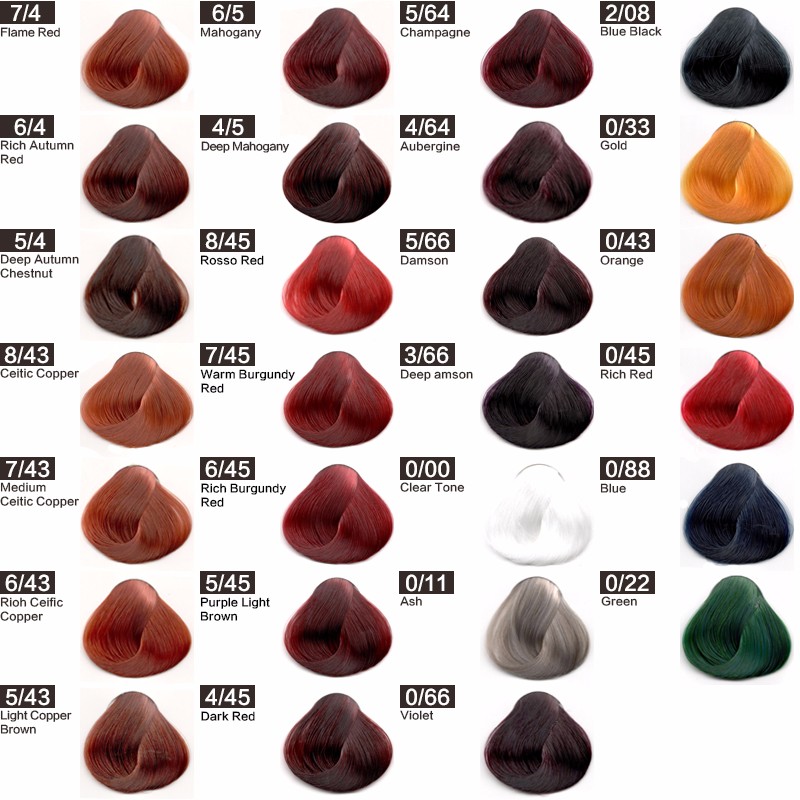 7/4
Flame Red
6/5
Mahogany
5/64
Champagne
2/08
Blue Black
6/4
Rich Autumn
Red
4/5
Deep Mahogany
4/64
Aubergine
0/33
Gold
5/4
Deep Autumn
Chestnut
8/45
Rosso Red
5/66
Damson
0/43
Orange
8/43
Ceitic Copper
7/45
Warm Burgundy
Red
3/66
Deep amson
0/45
Rich Red
7/43
Medium
Ceitic Copper
6/45
Rich Burgundy
Red
0/00
Clear Tone
0/88
Blue
6/43
Rioh Ceific
Copper
5/45
Purple Light
Brown
0/11
Ash
0/22
Green
5/43
Light Copper
Brown
4/45
Dark Red
0/66
Violet